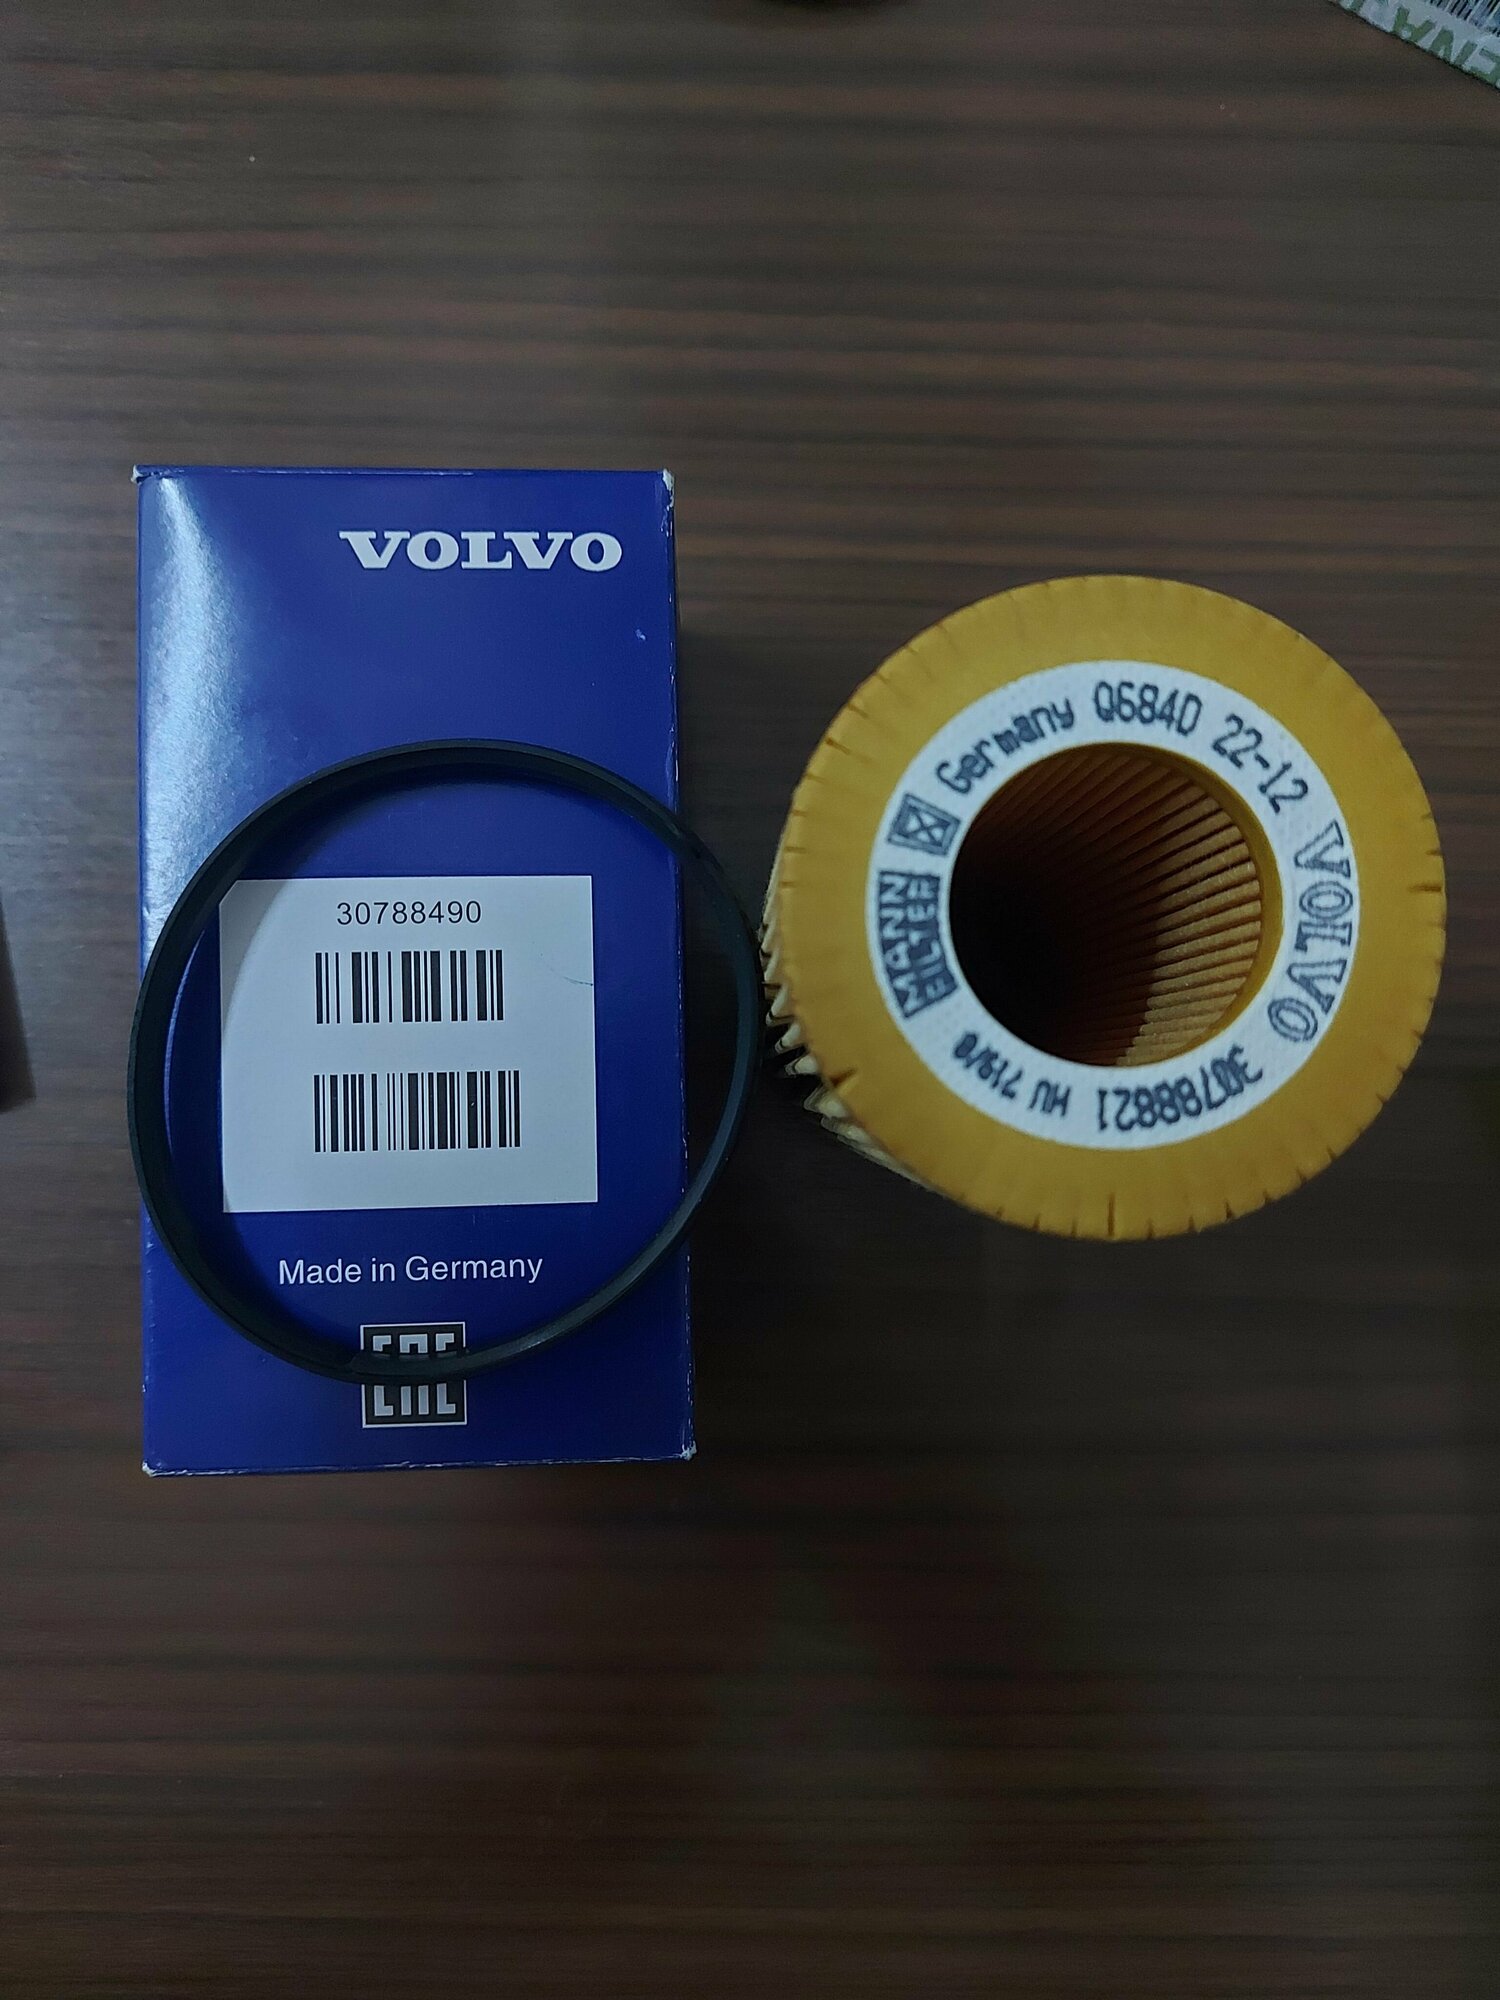 VOLVO
30788490
Made in Germany
EAC
MANN
FILTER
Germany Q684D 22-12
VOLVO
30788821 HU 719/8